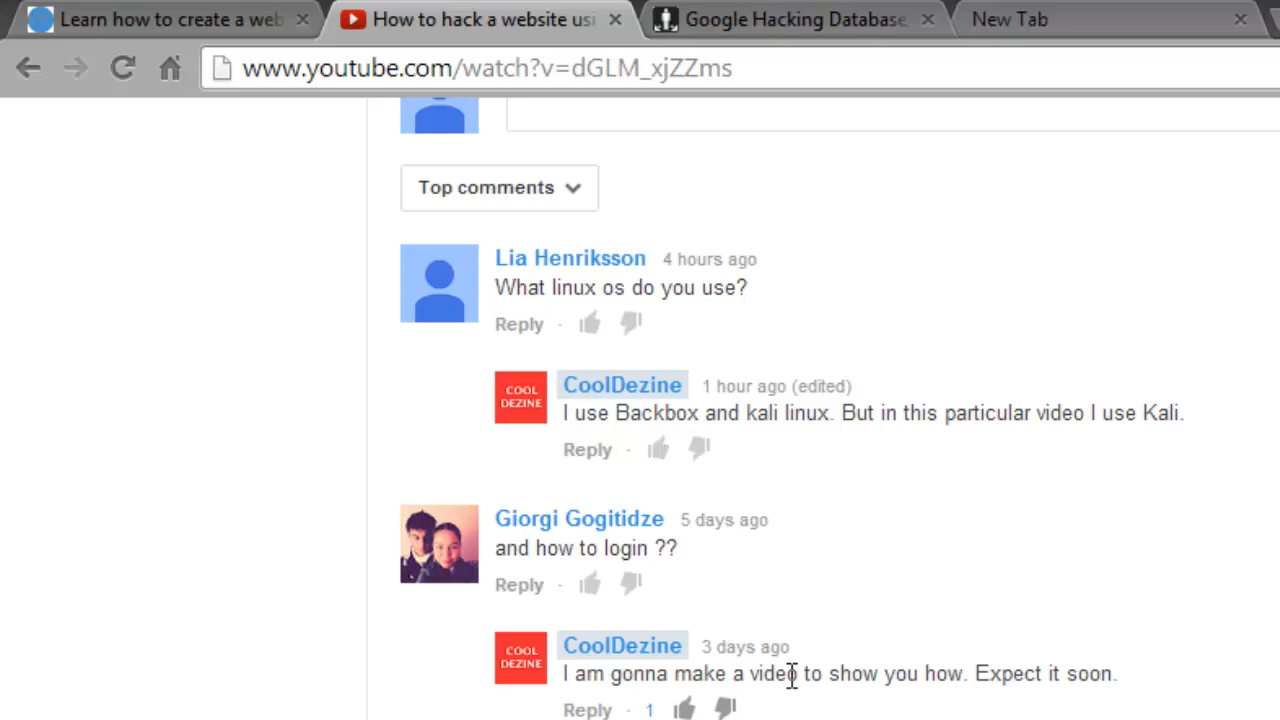 Learn how to create a web
How to hack a website usi
Google Hacking Database
New Tab
www.youtube.com/watch?v=dGLM_xjZZms
Top comments
Lia Henriksson 4 hours ago
What linux os do you use?
Reply ·
COOL DEZINE
CoolDezine 1 hour ago (edited)
I use Backbox and kali linux. But in this particular video I use Kali.
Reply ·
Giorgi Gogitidze 5 days ago
and how to login ??
Reply ·
COOL DEZINE
CoolDezine 3 days ago
I am gonna make a video to show you how. Expect it soon.
Reply · 1